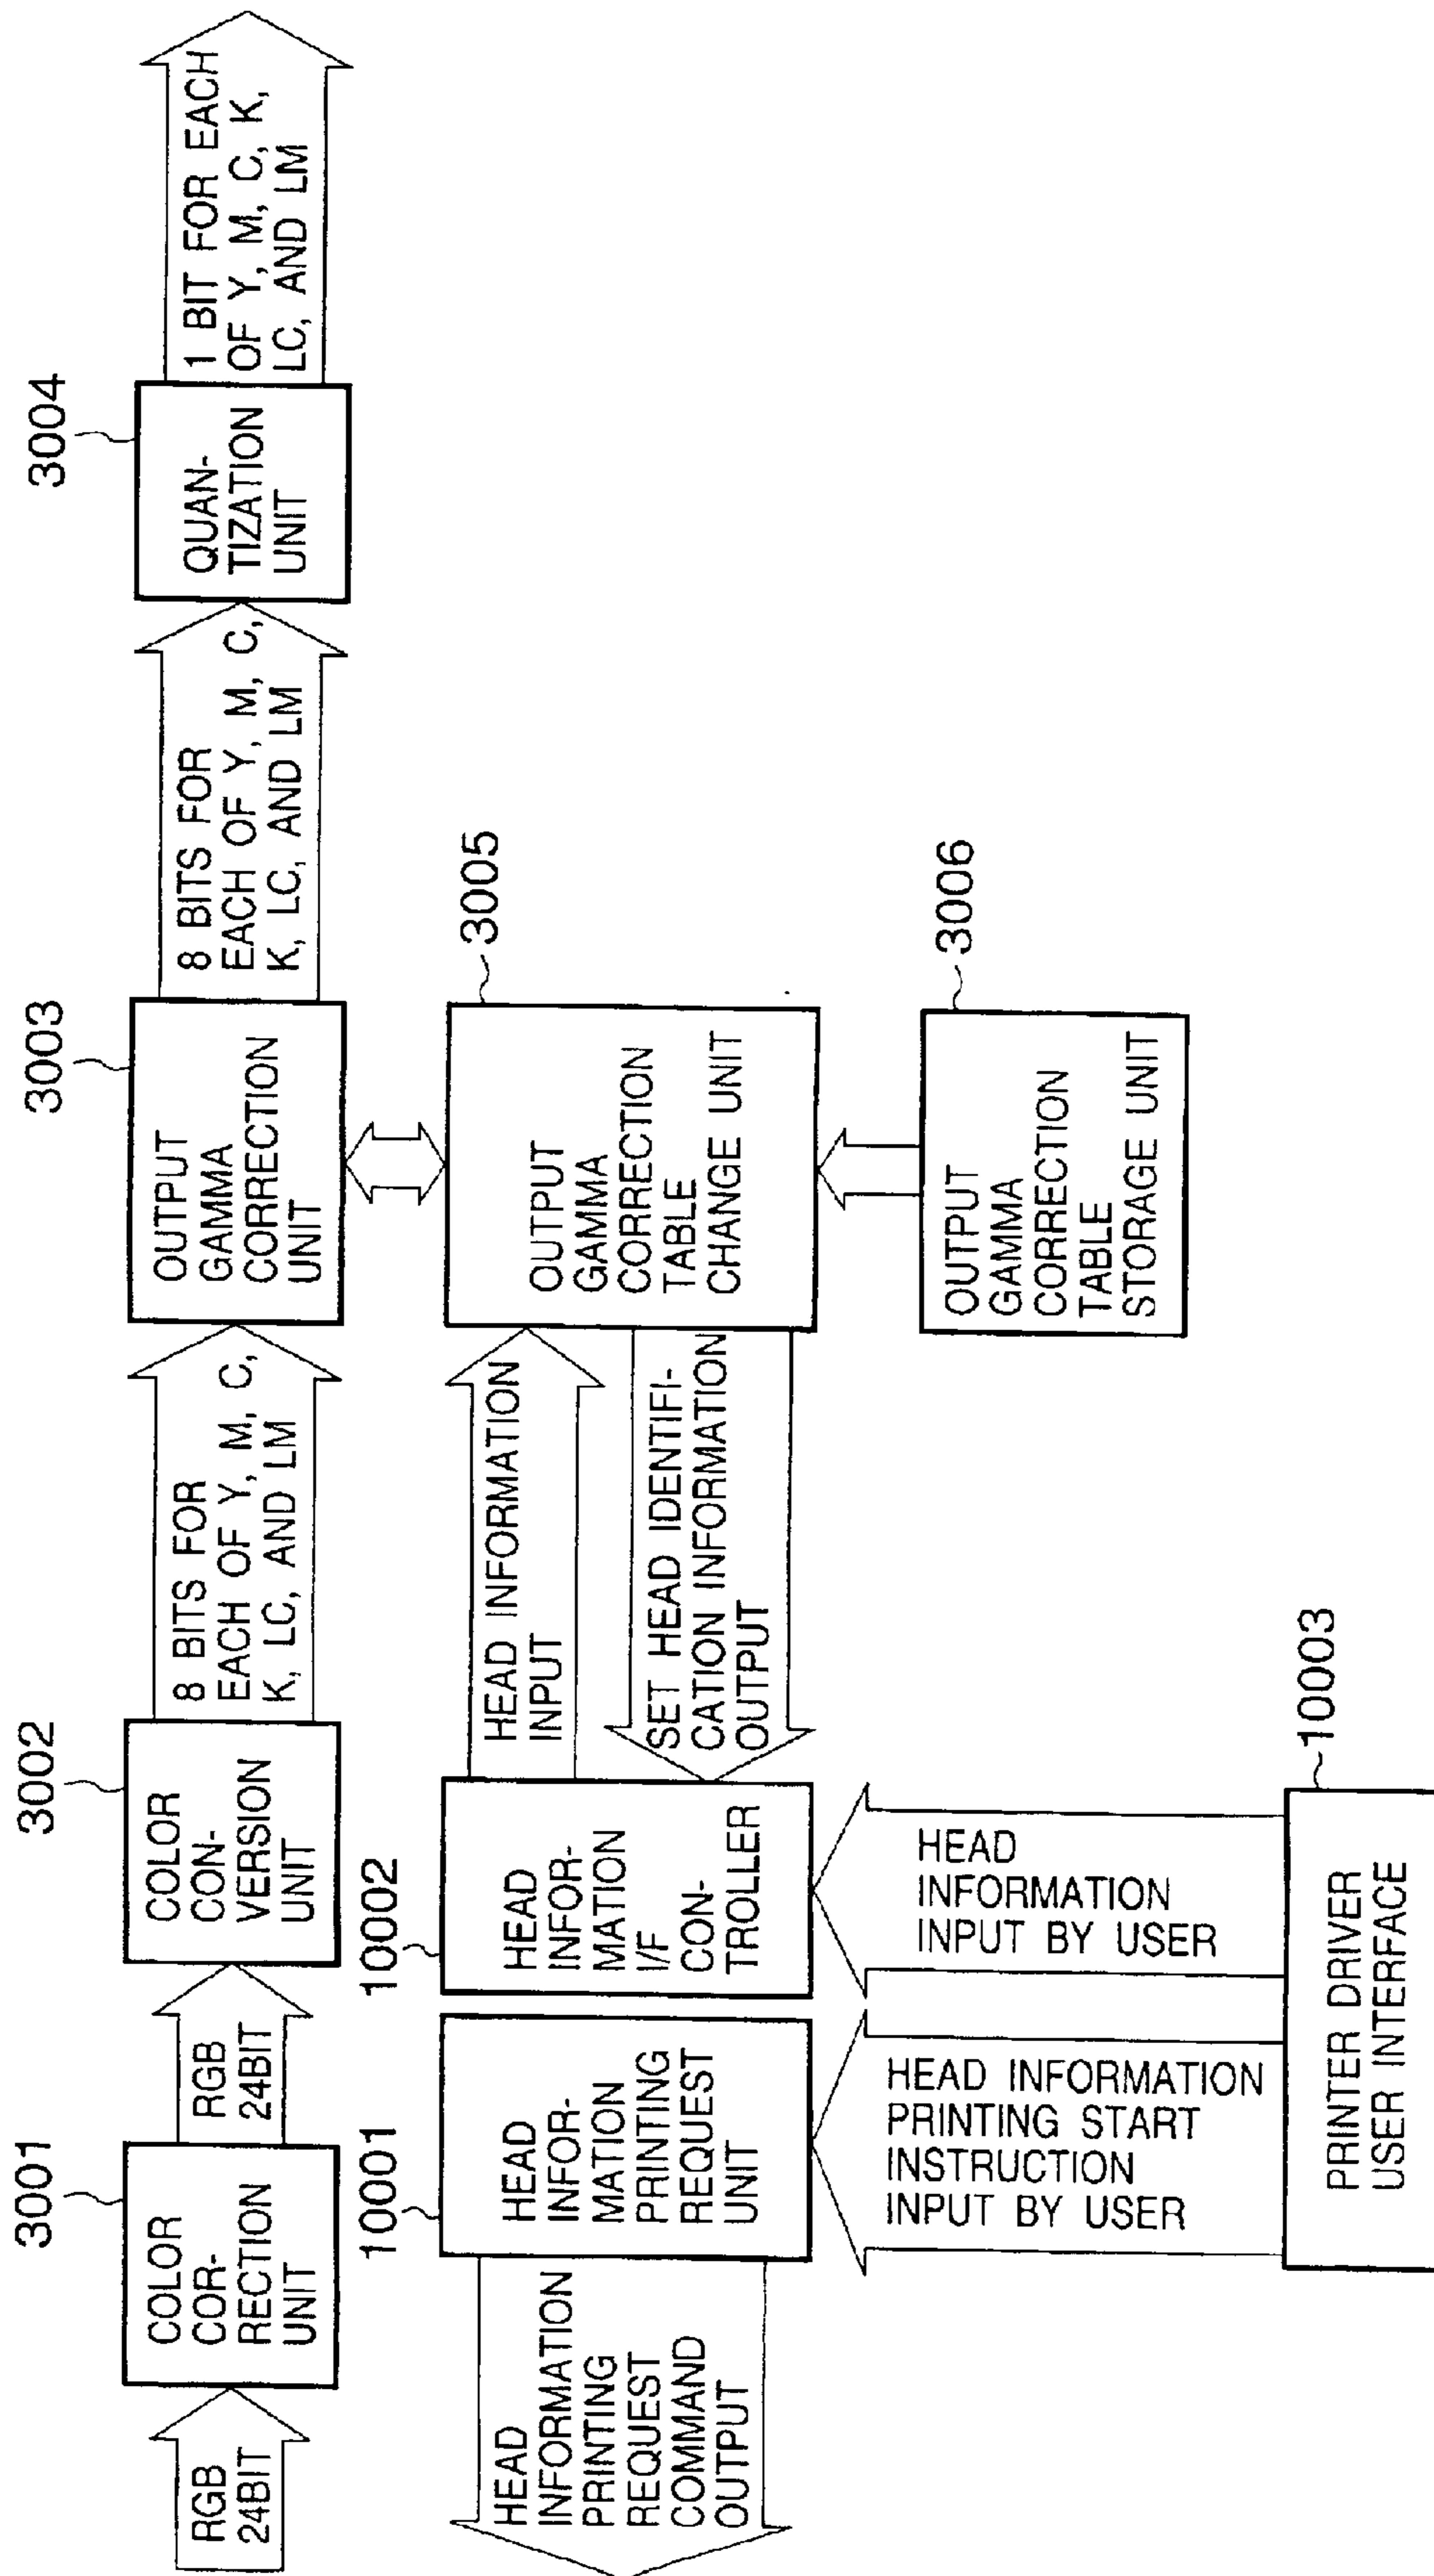 3001
3002
3003
3004
RGB
24BIT
COLOR
COR-
RECTION
UNIT
RGB
24BIT
COLOR
CON-
VERSION
UNIT
8 BITS FOR
EACH OF Y, M, C,
K, LC, AND LM
OUTPUT
GAMMA
CORRECTION
UNIT
8 BITS FOR
EACH OF Y, M, C,
K, LC, AND LM
QUAN-
TIZATION
UNIT
1 BIT FOR EACH
OF Y, M, C, K,
LC, AND LM
10001
10002
3005
HEAD
INFORMATION
PRINTING
REQUEST
COMMAND
OUTPUT
HEAD
INFOR-
MATION
PRINTING
REQUEST
UNIT
HEAD
INFOR-
MATION
I/F
CON-
TROLLER
HEAD INFORMATION
INPUT
SET HEAD IDENTIFI-
CATION INFORMATION
OUTPUT
OUTPUT
GAMMA
CORRECTION
TABLE
CHANGE UNIT
3006
HEAD INFORMATION
PRINTING START
INSTRUCTION
INPUT BY USER
HEAD
INFORMATION
INPUT BY USER
OUTPUT
GAMMA
CORRECTION
TABLE
STORAGE UNIT
10003
PRINTER DRIVER
USER INTERFACE